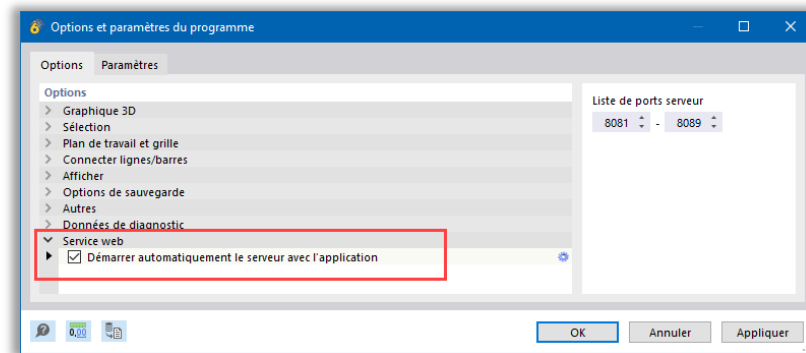 Options et paramètres du programme
Options Paramètres
Options
Graphique 3D
Sélection
Plan de travail et grille
Connecter lignes/barres
Afficher
Options de sauvegarde
Autres
Données de diagnostic
Service web
Démarrer automatiquement le serveur avec l'application
Liste de ports serveur
8081 - 8089
0,00
OK Annuler Appliquer